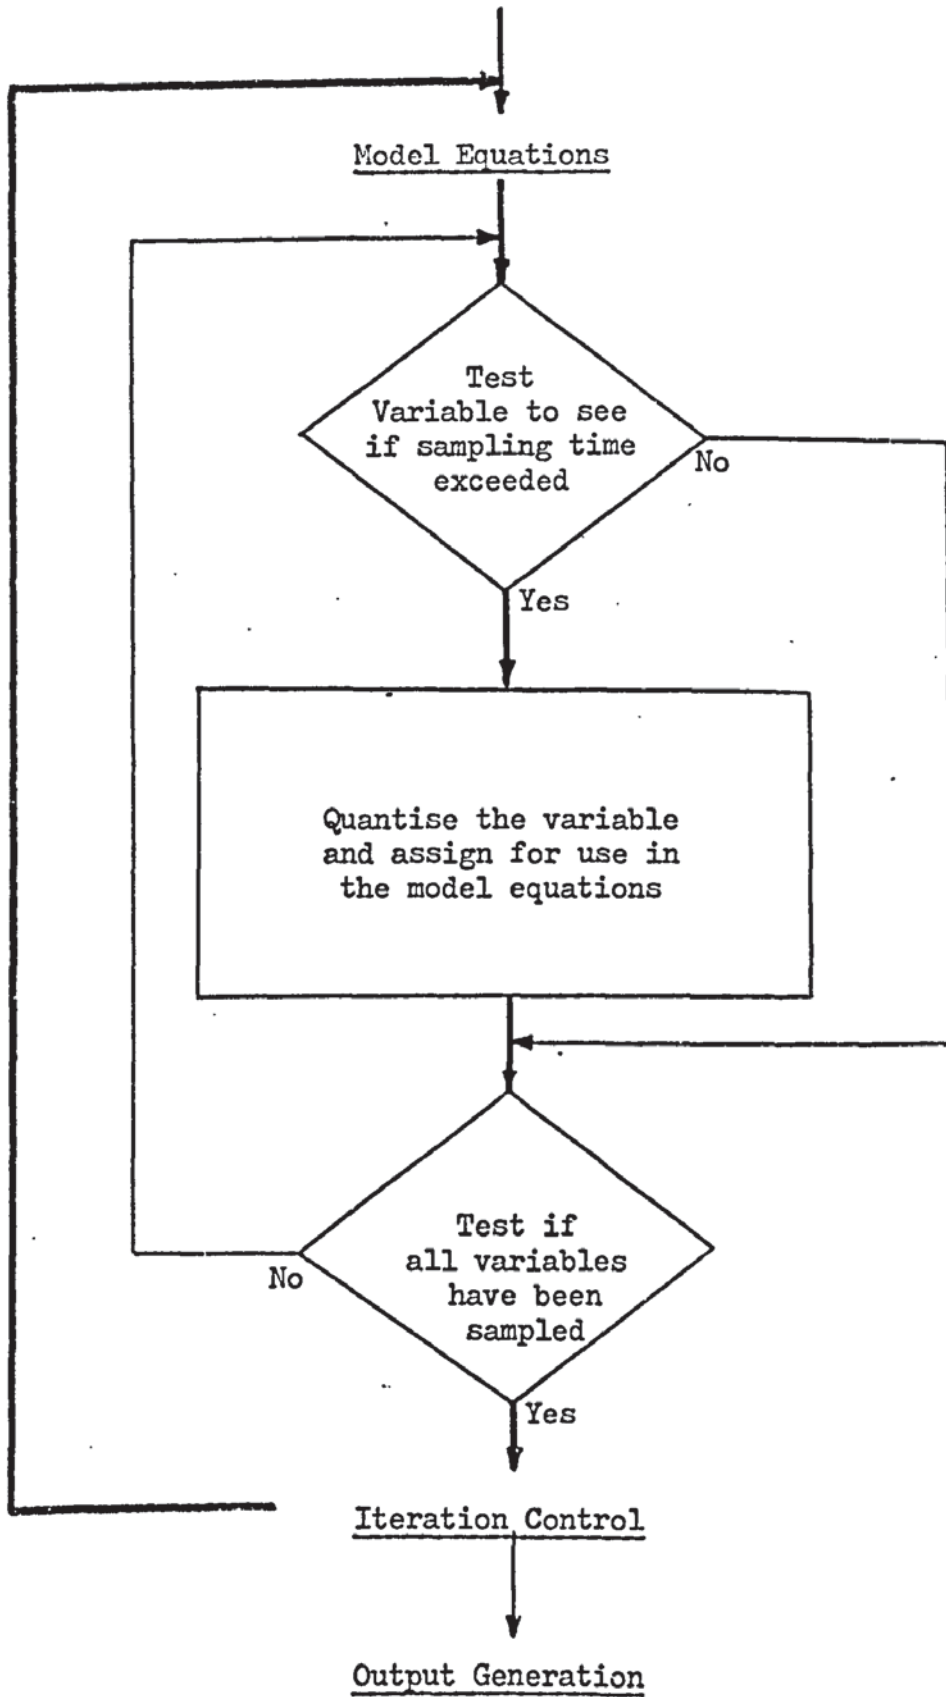 Model Equations
Test
Variable to see
if sampling time
exceeded
No
Yes
Quantise the variable
and assign for use in
the model equations
Test if
all variables
have been
sampled
No
Yes
Iteration Control
Output Generation